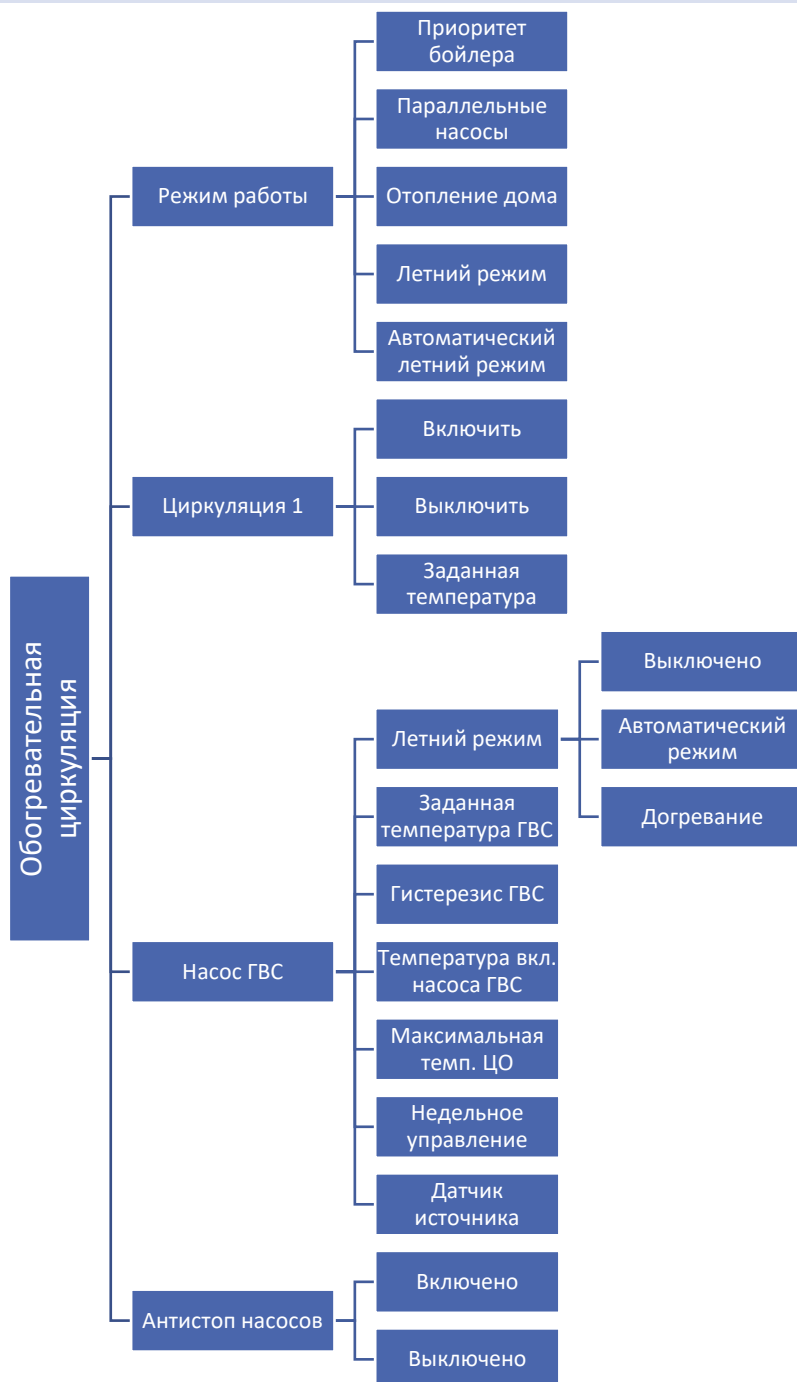 Приоритет
бойлера
Параллельные
насосы
Режим работы
Отопление дома
Летний режим
Автоматический
летний режим
Включить
Циркуляция 1
Выключить
Заданная
температура
Обогревательная
циркуляция
Выключено
Летний режим
Автоматический
режим
Догревание
Заданная
температура ГВС
Гистерезис ГВС
Насос ГВС
Температура вкл.
насоса ГВС
Максимальная
темп. ЦО
Недельное
управление
Датчик
источника
Включено
Антистоп насосов
Выключено